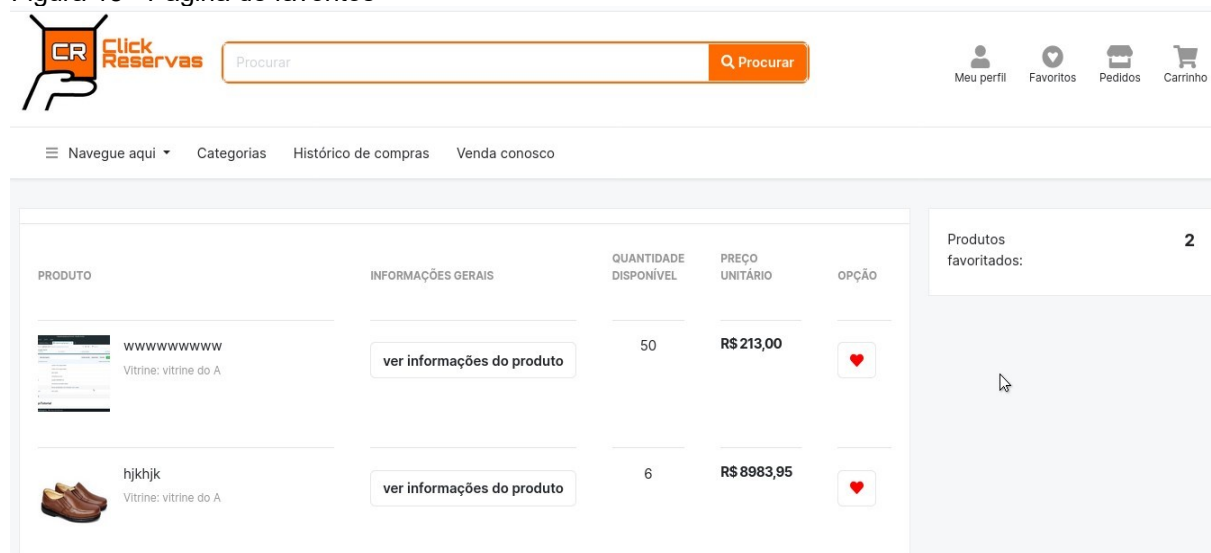 Figura 16 - Página de favoritos
CR Click
Reservas
Procurar
Procurar
Meu perfil Favoritos Pedidos Carrinho
Navegue aqui Categorias Histórico de compras Venda conosco
PRODUTO INFORMAÇÕES GERAIS QUANTIDADE DISPONÍVEL PREÇO UNITÁRIO OPÇÃO
wwwwwwwww
Vitrine: vitrine do A
ver informações do produto
50
R$ 213,00
hjkhjk
Vitrine: vitrine do A
ver informações do produto
6
R$ 8983,95
Produtos
favoritados:
2